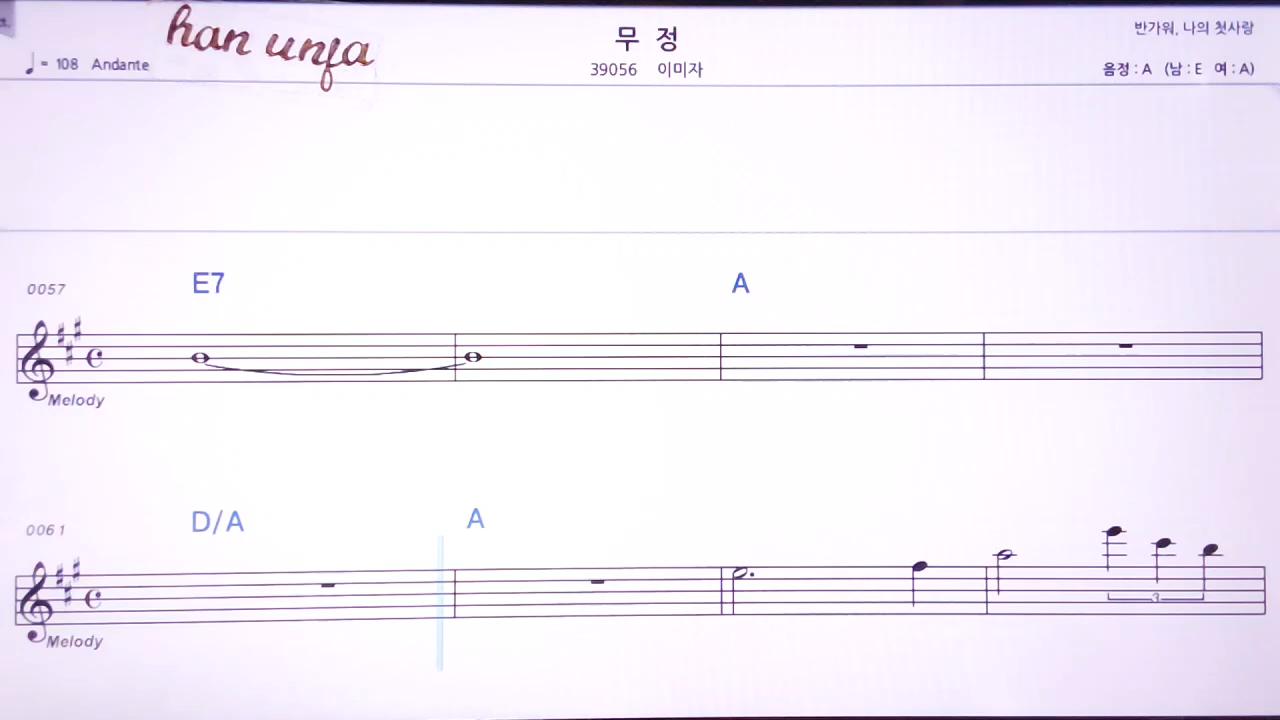 han unfa
무 정
반가워, 나의 첫사랑
♩ = 108 Andante
39056 이미자
음정 : A (남 : E 여 : A)
0057
E7
A
Melody
0061
D/A
A
3
Melody